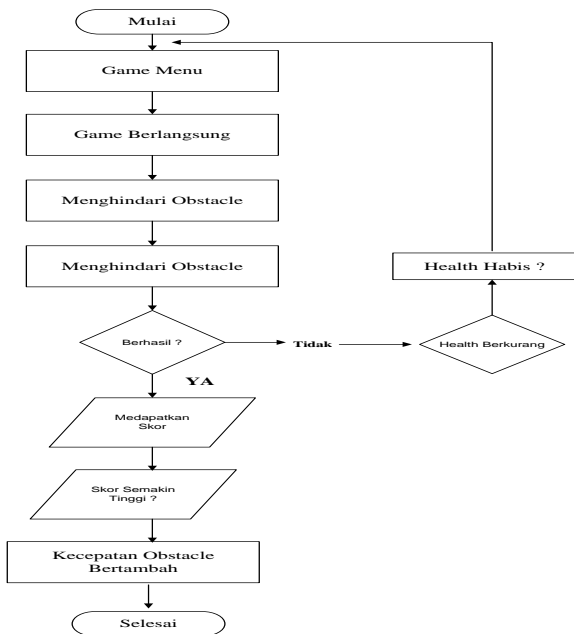 Mulai
Game Menu
Game Berlangsung
Menghindari Obstacle
Menghindari Obstacle
Health Habis ?
Berhasil ?
Tidak
Health Berkurang
YA
Medapatkan
Skor
Skor Semakin
Tinggi ?
Kecepatan Obstacle
Bertambah
Selesai